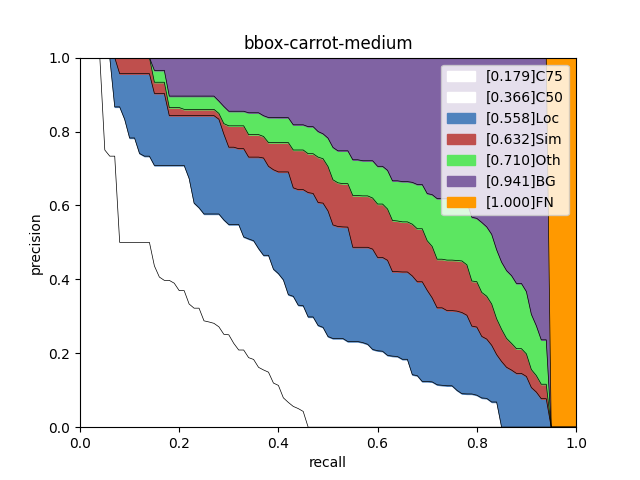 bbox-carrot-medium
1.0
0.8
0.6
0.4
0.2
0.0
precision
[0.179]C75
[0.366]C50
[0.558]Loc
[0.632]Sim
[0.710]Oth
[0.941]BG
[1.000]FN
0.0 0.2 0.4 0.6 0.8 1.0
recall